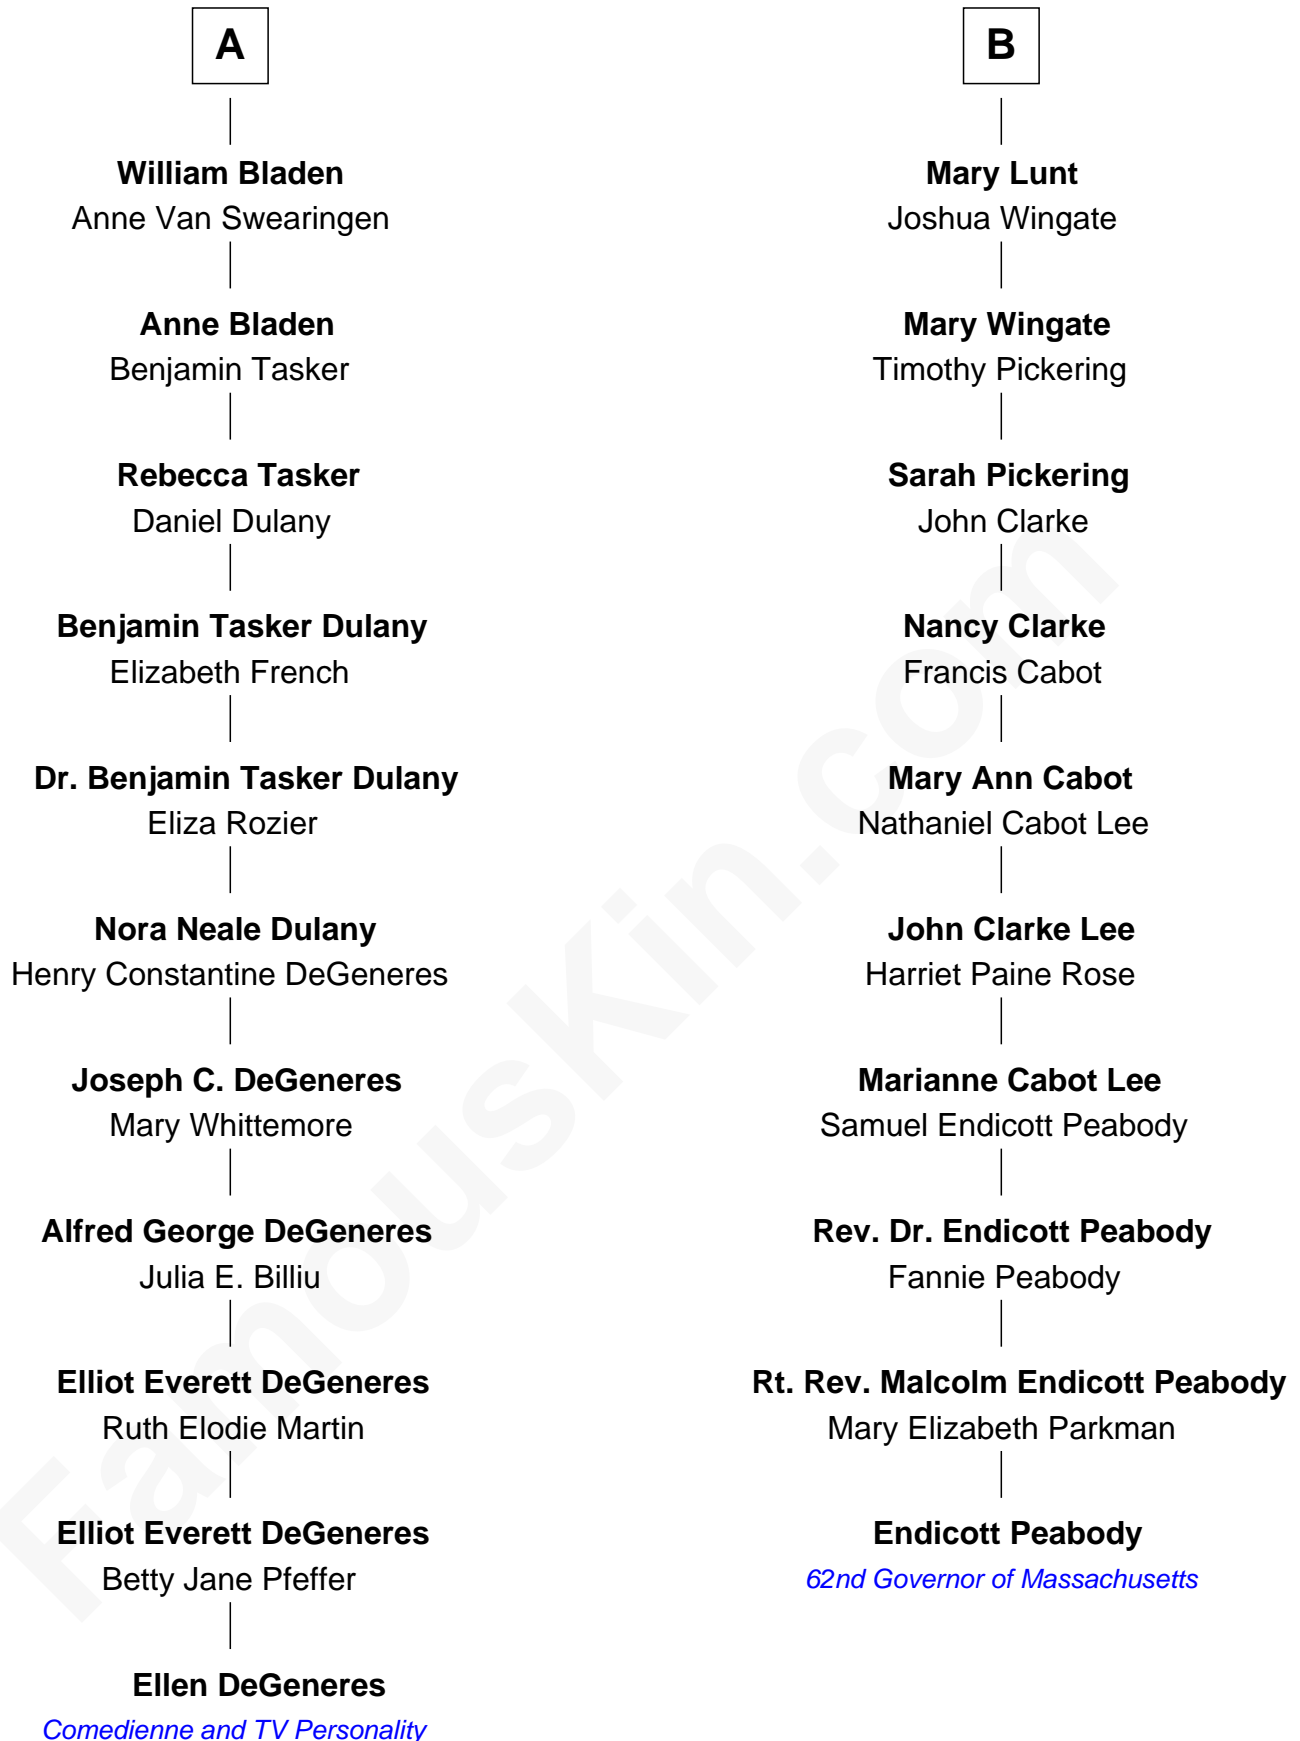 A
William Bladen
Anne Van Swearingen
Anne Bladen
Benjamin Tasker
Rebecca Tasker
Daniel Dulany
Benjamin Tasker Dulany
Elizabeth French
Dr. Benjamin Tasker Dulany
Eliza Rozier
Nora Neale Dulany
Henry Constantine DeGeneres
Joseph C. DeGeneres
Mary Whittemore
Alfred George DeGeneres
Julia E. Billiu
Elliot Everett DeGeneres
Ruth Elodie Martin
Elliot Everett DeGeneres
Betty Jane Pfeffer
Ellen DeGeneres
Comedienne and TV Personality
B
Mary Lunt
Joshua Wingate
Mary Wingate
Timothy Pickering
Sarah Pickering
John Clarke
Nancy Clarke
Francis Cabot
Mary Ann Cabot
Nathaniel Cabot Lee
John Clarke Lee
Harriet Paine Rose
Marianne Cabot Lee
Samuel Endicott Peabody
Rev. Dr. Endicott Peabody
Fannie Peabody
Rt. Rev. Malcolm Endicott Peabody
Mary Elizabeth Parkman
Endicott Peabody
62nd Governor of Massachusetts
FamousKin.com